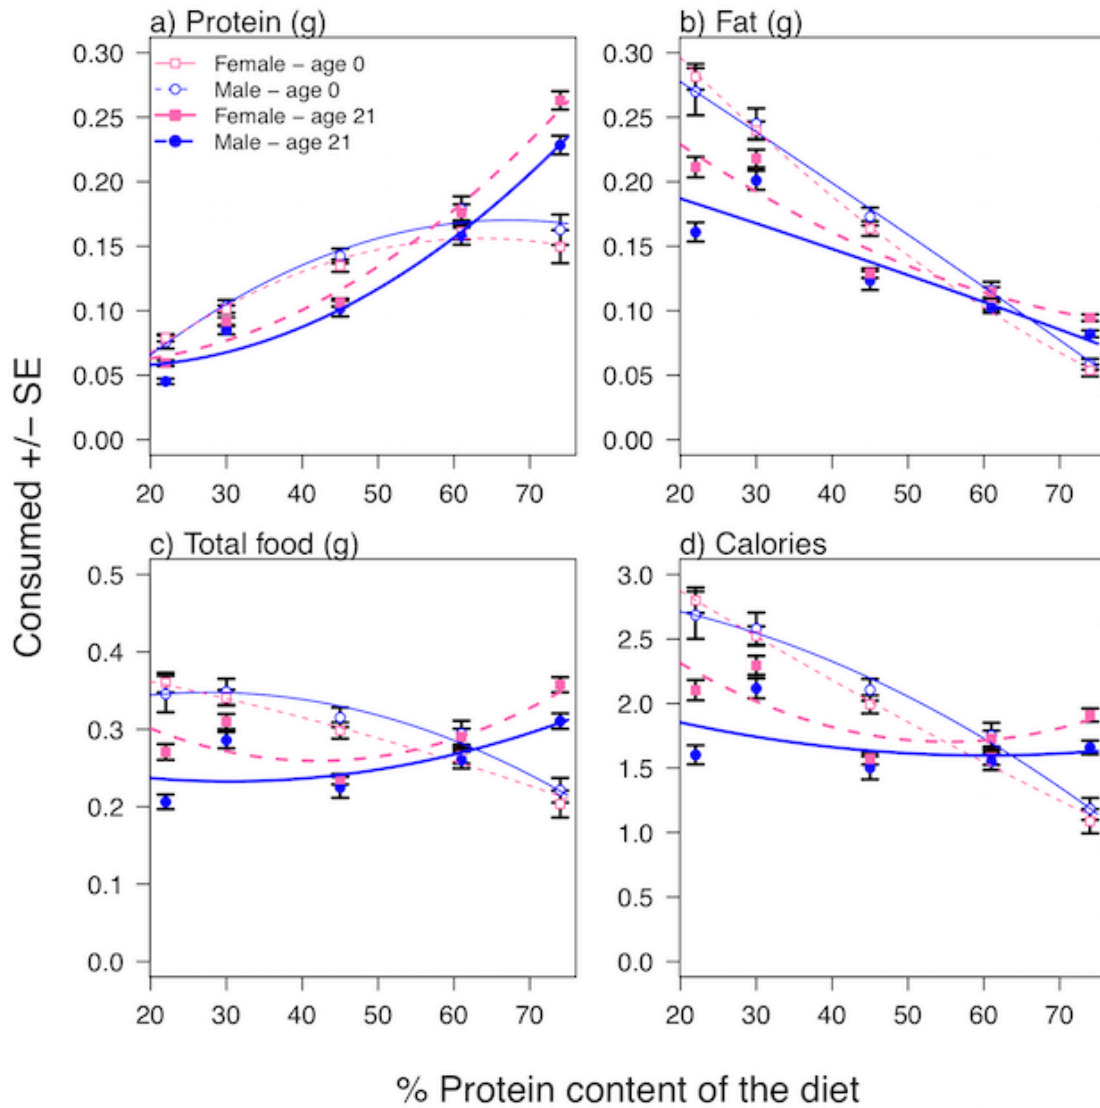 a) Protein (g)
0.30
0.25
0.20
0.15
0.10
0.05
0.00
Female – age 0
Male – age 0
Female – age 21
Male – age 21
20 30 40 50 60 70
b) Fat (g)
0.30
0.25
0.20
0.15
0.10
0.05
0.00
20 30 40 50 60 70
Consumed +/– SE
c) Total food (g)
0.5
0.4
0.3
0.2
0.1
0.0
20 30 40 50 60 70
d) Calories
3.0
2.5
2.0
1.5
1.0
0.5
0.0
20 30 40 50 60 70
% Protein content of the diet